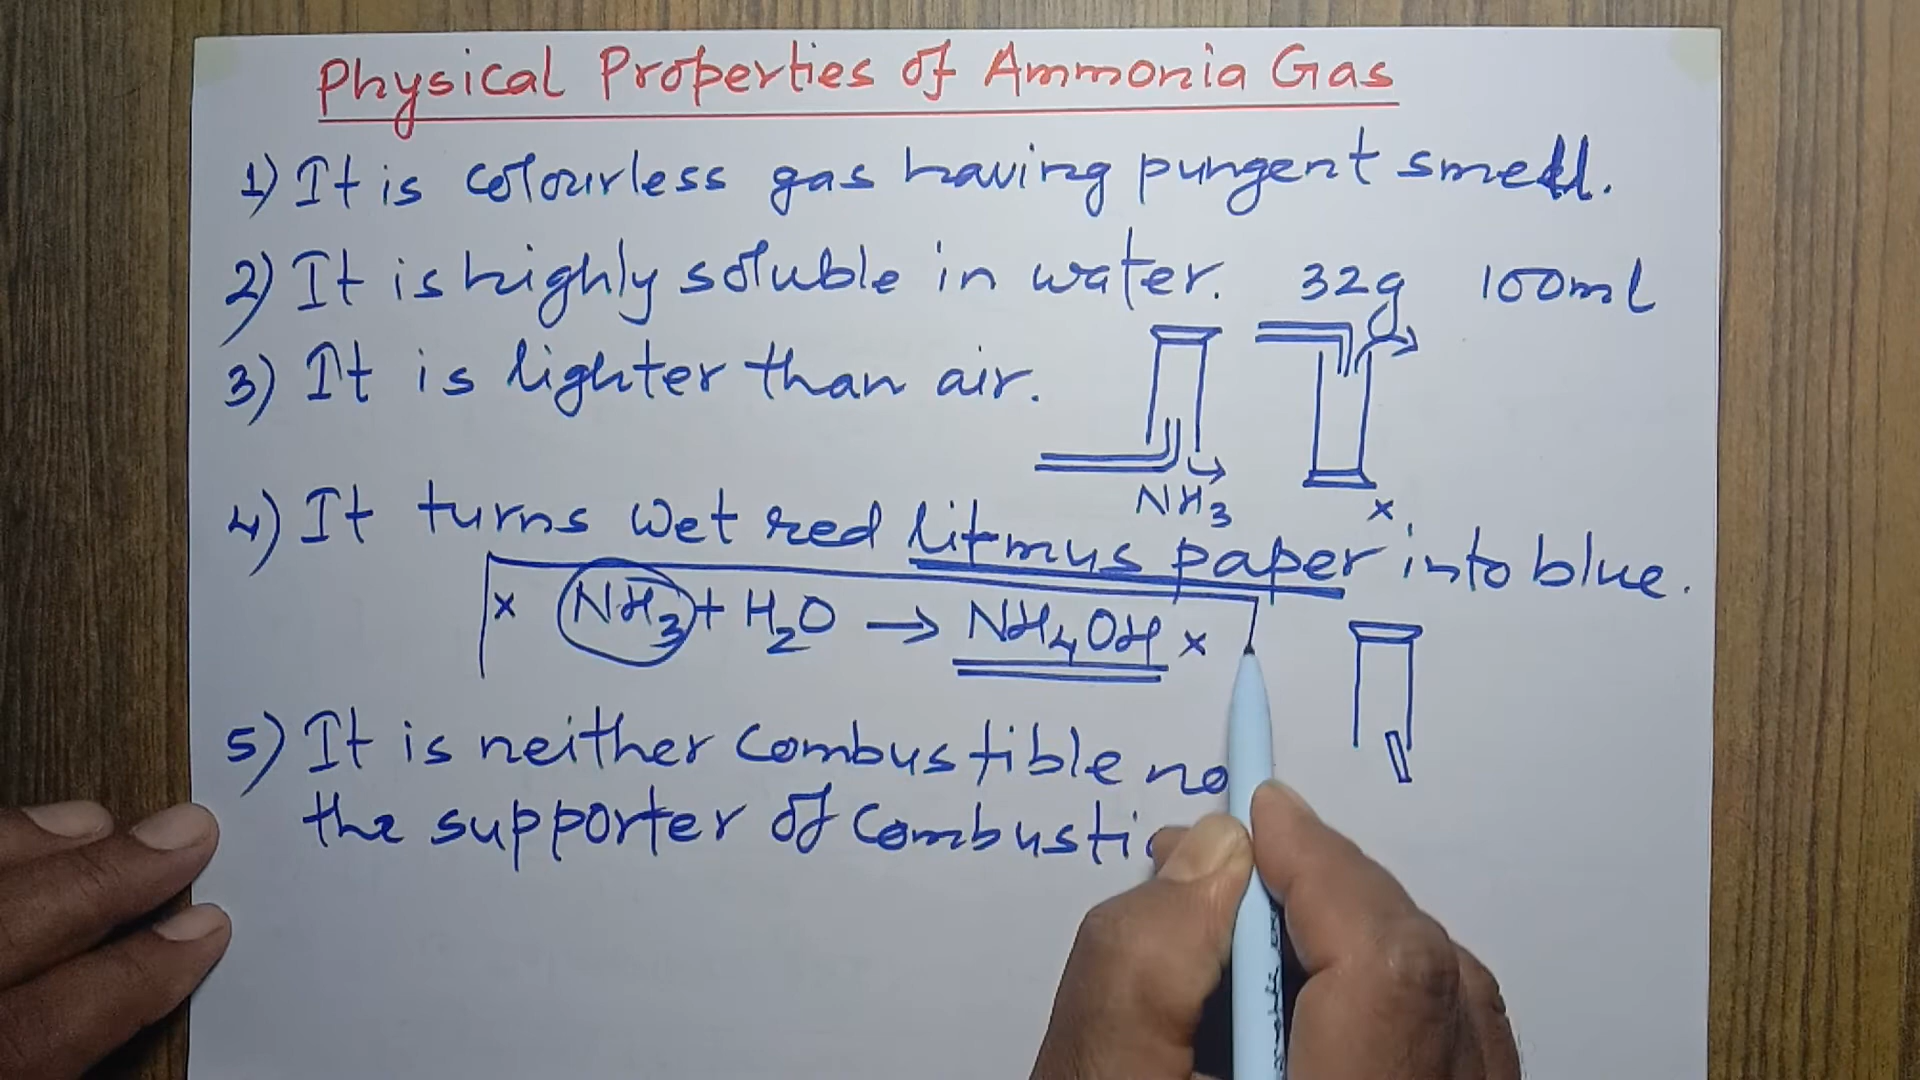 Physical Properties of Ammonia Gas
1) It is colourless gas having pungent smell.
2) It is highly soluble in water. 32g 100ml
3) It is lighter than air.
NH3 x
4) It turns wet red litmus paper into blue.
x NH3 + H2O → NH4OH x
5) It is neither combustible no
the supporter of combustio